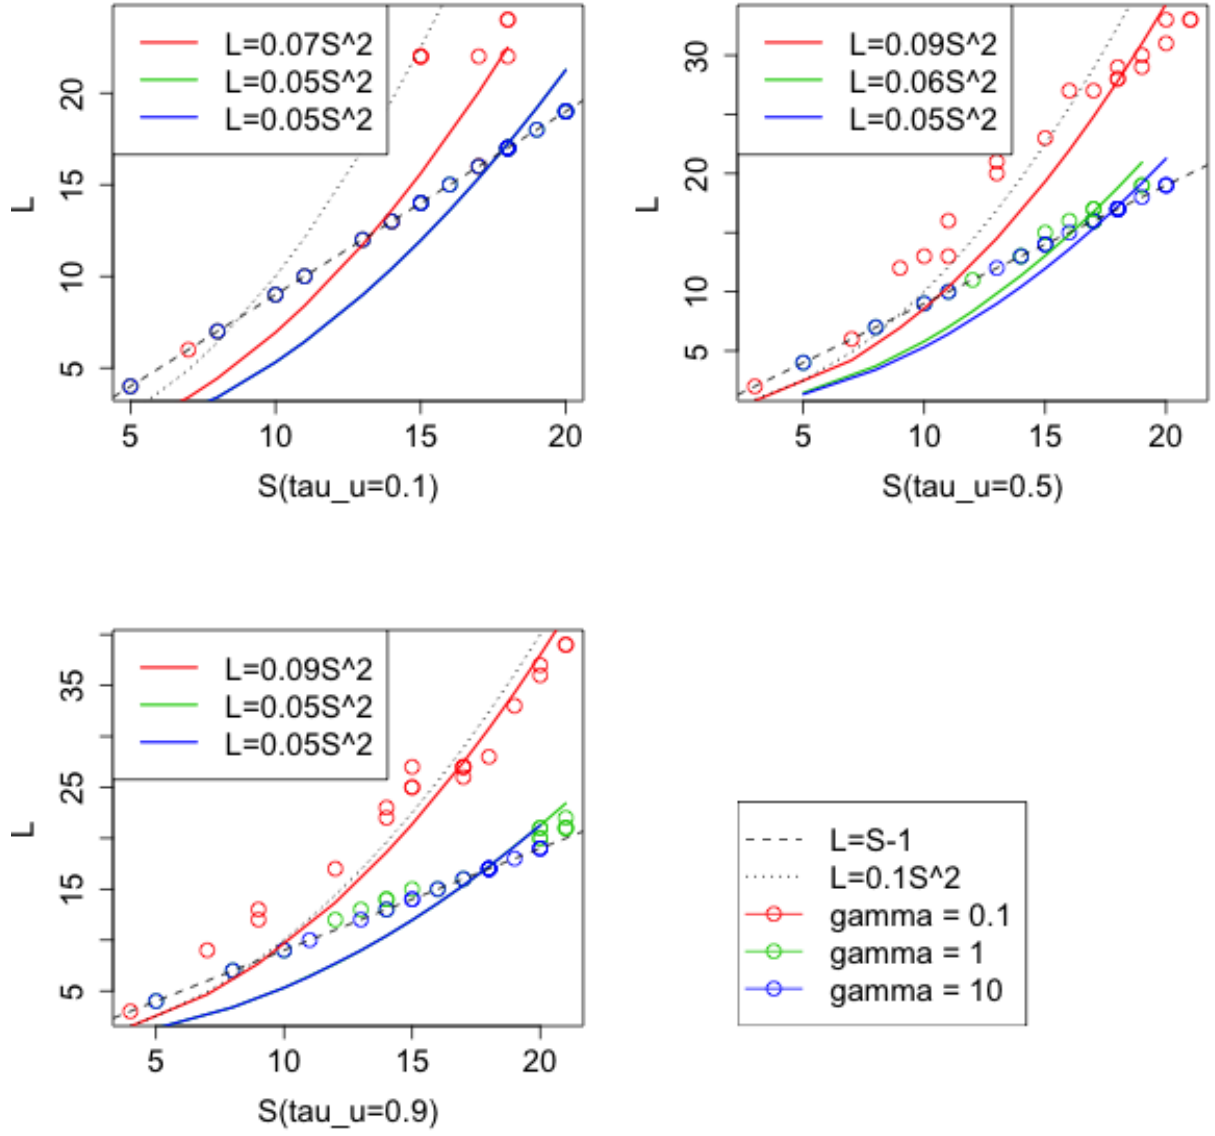 L=0.07S^2
L=0.05S^2
L=0.05S^2
20
15
10
5
L
5
10
15
20
S(tau_u=0.1)
L=0.09S^2
L=0.06S^2
L=0.05S^2
30
20
10
5
L
5
10
15
20
S(tau_u=0.5)
L=0.09S^2
L=0.05S^2
L=0.05S^2
35
25
15
5
L
5
10
15
20
S(tau_u=0.9)
L=S-1
L=0.1S^2
gamma = 0.1
gamma = 1
gamma = 10